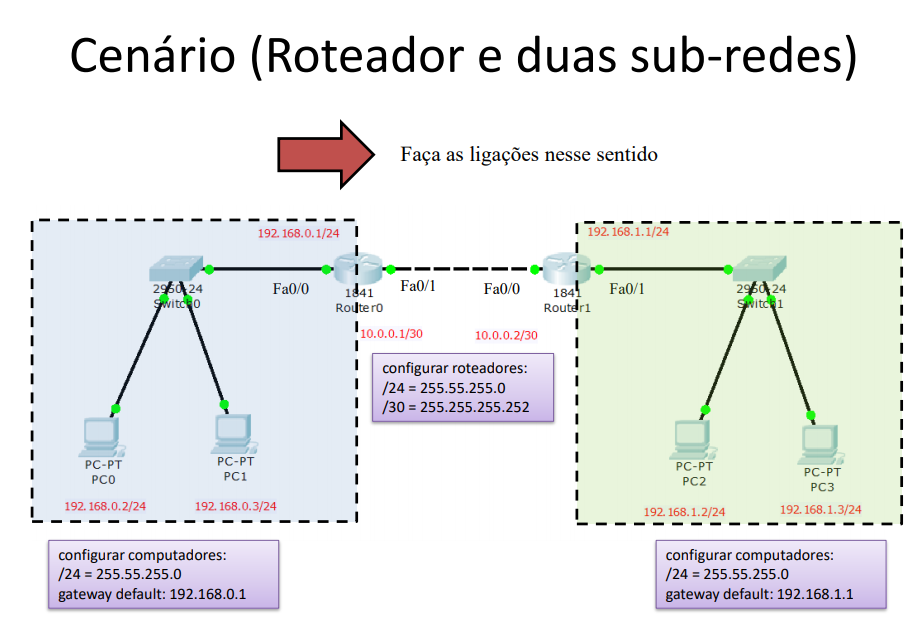 Cenário (Roteador e duas sub-redes)
Faça as ligações nesse sentido
192.168.0.1/24
192.168.1.1/24
2950-24
Switch0
Fa0/0
1841
Router0
Fa0/1
Fa0/0
1841
Router1
Fa0/1
2950-24
Switch1
10.0.0.1/30
10.0.0.2/30
configurar roteadores:
/24 = 255.55.255.0
/30 = 255.255.255.252
PC-PT
PC0
PC-PT
PC1
PC-PT
PC2
PC-PT
PC3
192.168.0.2/24
192.168.0.3/24
192.168.1.2/24
192.168.1.3/24
configurar computadores:
/24 = 255.55.255.0
gateway default: 192.168.0.1
configurar computadores:
/24 = 255.55.255.0
gateway default: 192.168.1.1